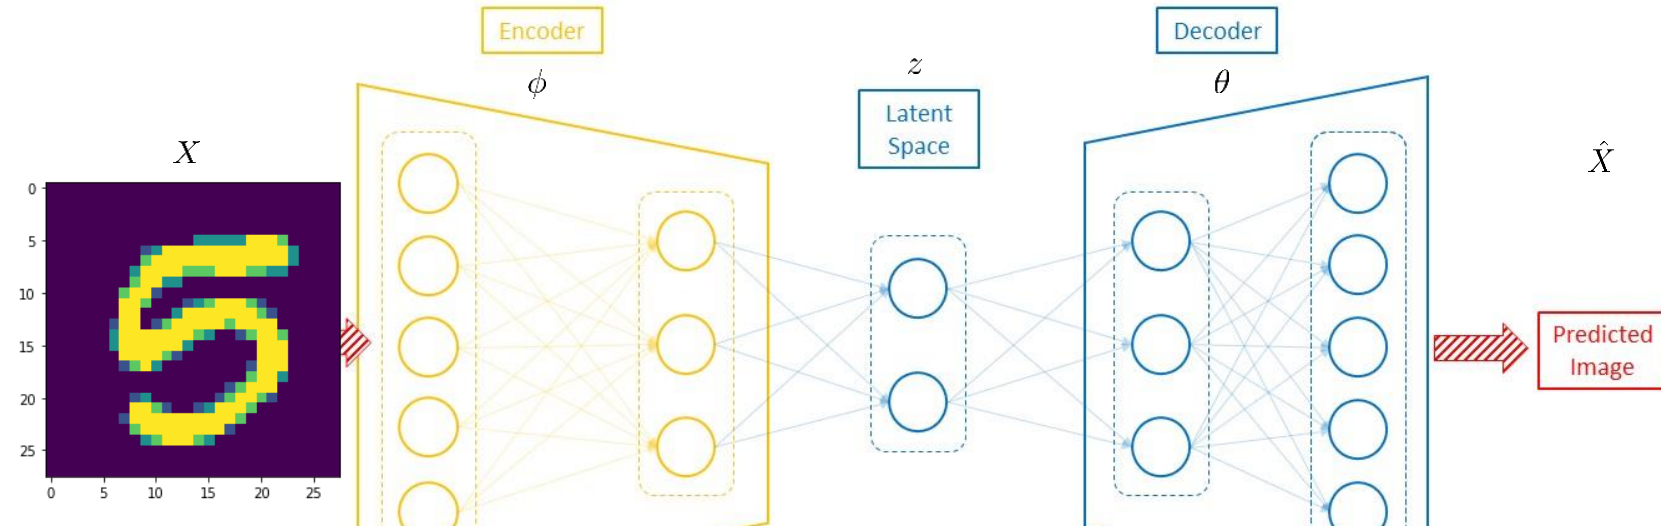 Encoder
Decoder
ϕ
z
θ
Latent
Space
X
X̂
0
5
10
15
20
25
0 5 10 15 20 25
Predicted
Image